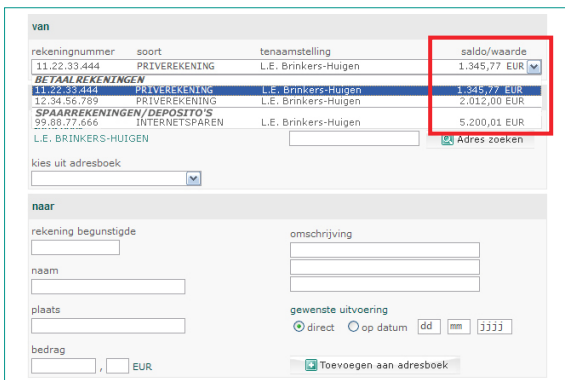 van
rekeningnummer soort tenaamstelling saldo/waarde
11.22.33.444 PRIVEREKENING L.E. Brinkers-Huigen 1.345,77 EUR
BETAALREKENINGEN
11.22.33.444 PRIVEREKENING L.E. Brinkers-Huigen 1.345,77 EUR
12.34.56.789 PRIVEREKENING L.E. Brinkers-Huigen 2.012,00 EUR
SPAARREKENINGEN/DEPOSITO'S
99.88.77.666 INTERNETSPAREN L.E. Brinkers-Huigen 5.200,01 EUR
L.E. BRINKERS-HUIGEN Adres zoeken
kies uit adresboek
naar
rekening begunstigde omschrijving
naam
plaats gewenste uitvoering
direct op datum dd mm jjjj
bedrag
, EUR Toevoegen aan adresboek